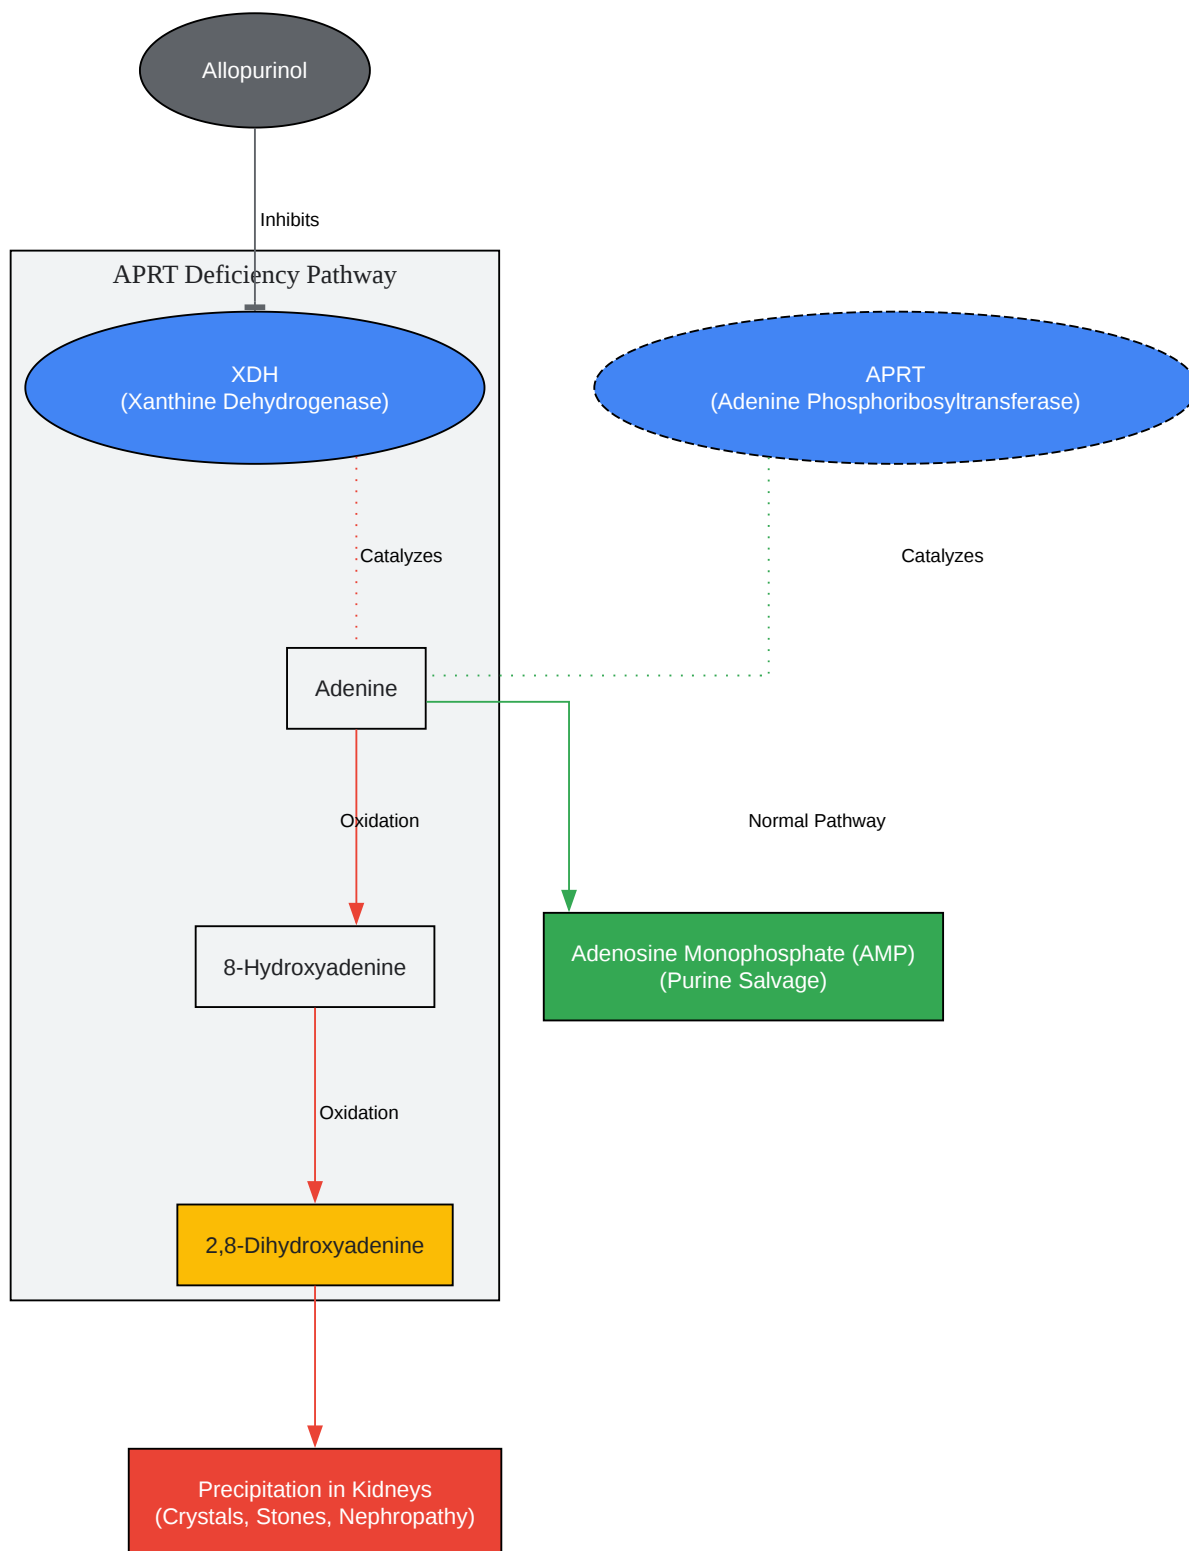 Allopurinol
Inhibits
APRT Deficiency Pathway
XDH
(Xanthine Dehydrogenase)
APRT
(Adenine Phosphoribosyltransferase)
Catalyzes
Catalyzes
Adenine
Oxidation
Normal Pathway
8-Hydroxyadenine
Adenosine Monophosphate (AMP)
(Purine Salvage)
Oxidation
2,8-Dihydroxyadenine
Precipitation in Kidneys
(Crystals, Stones, Nephropathy)